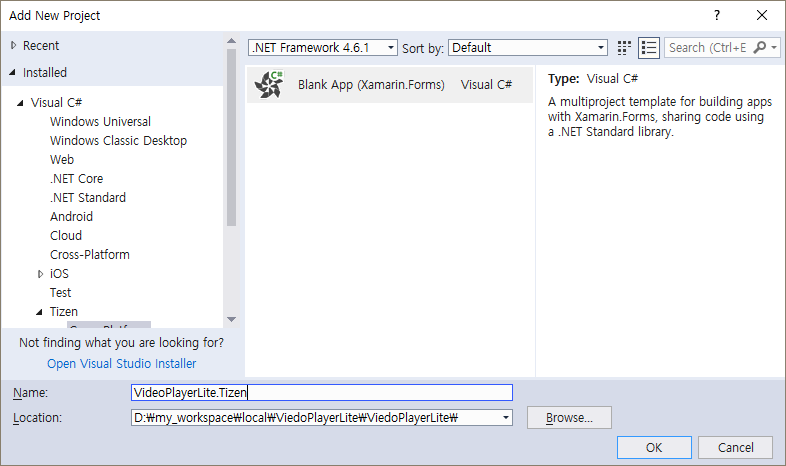 Add New Project
?
Recent
.NET Framework 4.6.1 Sort by: Default Search (Ctrl+E
Installed
Visual C#
Windows Universal
Windows Classic Desktop
Web
.NET Core
.NET Standard
Android
Cloud
Cross-Platform
iOS
Test
Tizen
Cross-Platform
Not finding what you are looking for?
Open Visual Studio Installer
C#
Blank App (Xamarin.Forms) Visual C#
Type: Visual C#
A multiproject template for building apps
with Xamarin.Forms, sharing code using
a .NET Standard library.
Name: VideoPlayerLite.Tizen
Location: D:₩my_workspace₩local₩ViedoPlayerLite₩ViedoPlayerLite₩ Browse...
OK Cancel